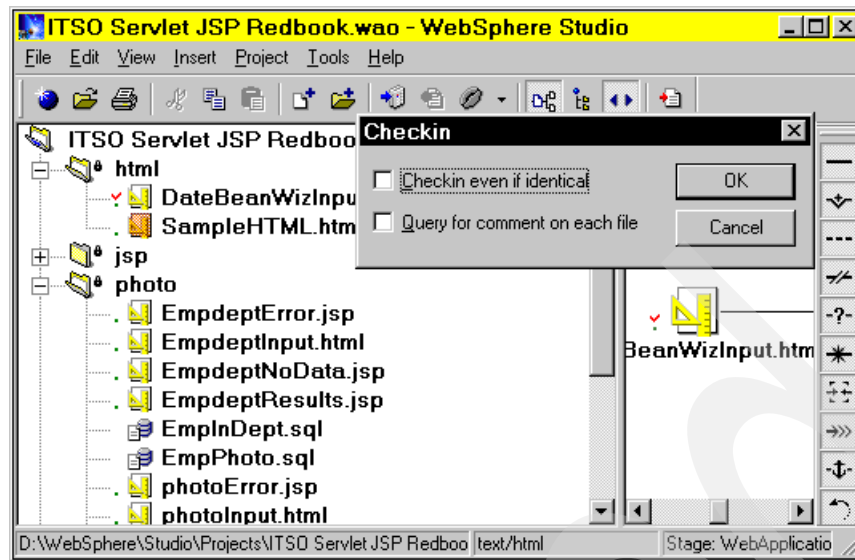 ITSO Servlet JSP Redbook.wao - WebSphere Studio
File Edit View Insert Project Tools Help
ITSO Servlet JSP Redboo
Checkin
Checkin even if identical
OK
Query for comment on each file
Cancel
html
DateBeanWizInpu
SampleHTML.htm
jsp
photo
EmpdeptError.jsp
EmpdeptInput.html
EmpdeptNoData.jsp
EmpdeptResults.jsp
EmpInDept.sql
EmpPhoto.sql
photoError.jsp
photoInput.html
BeanWizInput.htm
-?-
D:\WebSphere\Studio\Projects\ITSO Servlet JSP Redboo
text/html
Stage: WebApplicatio